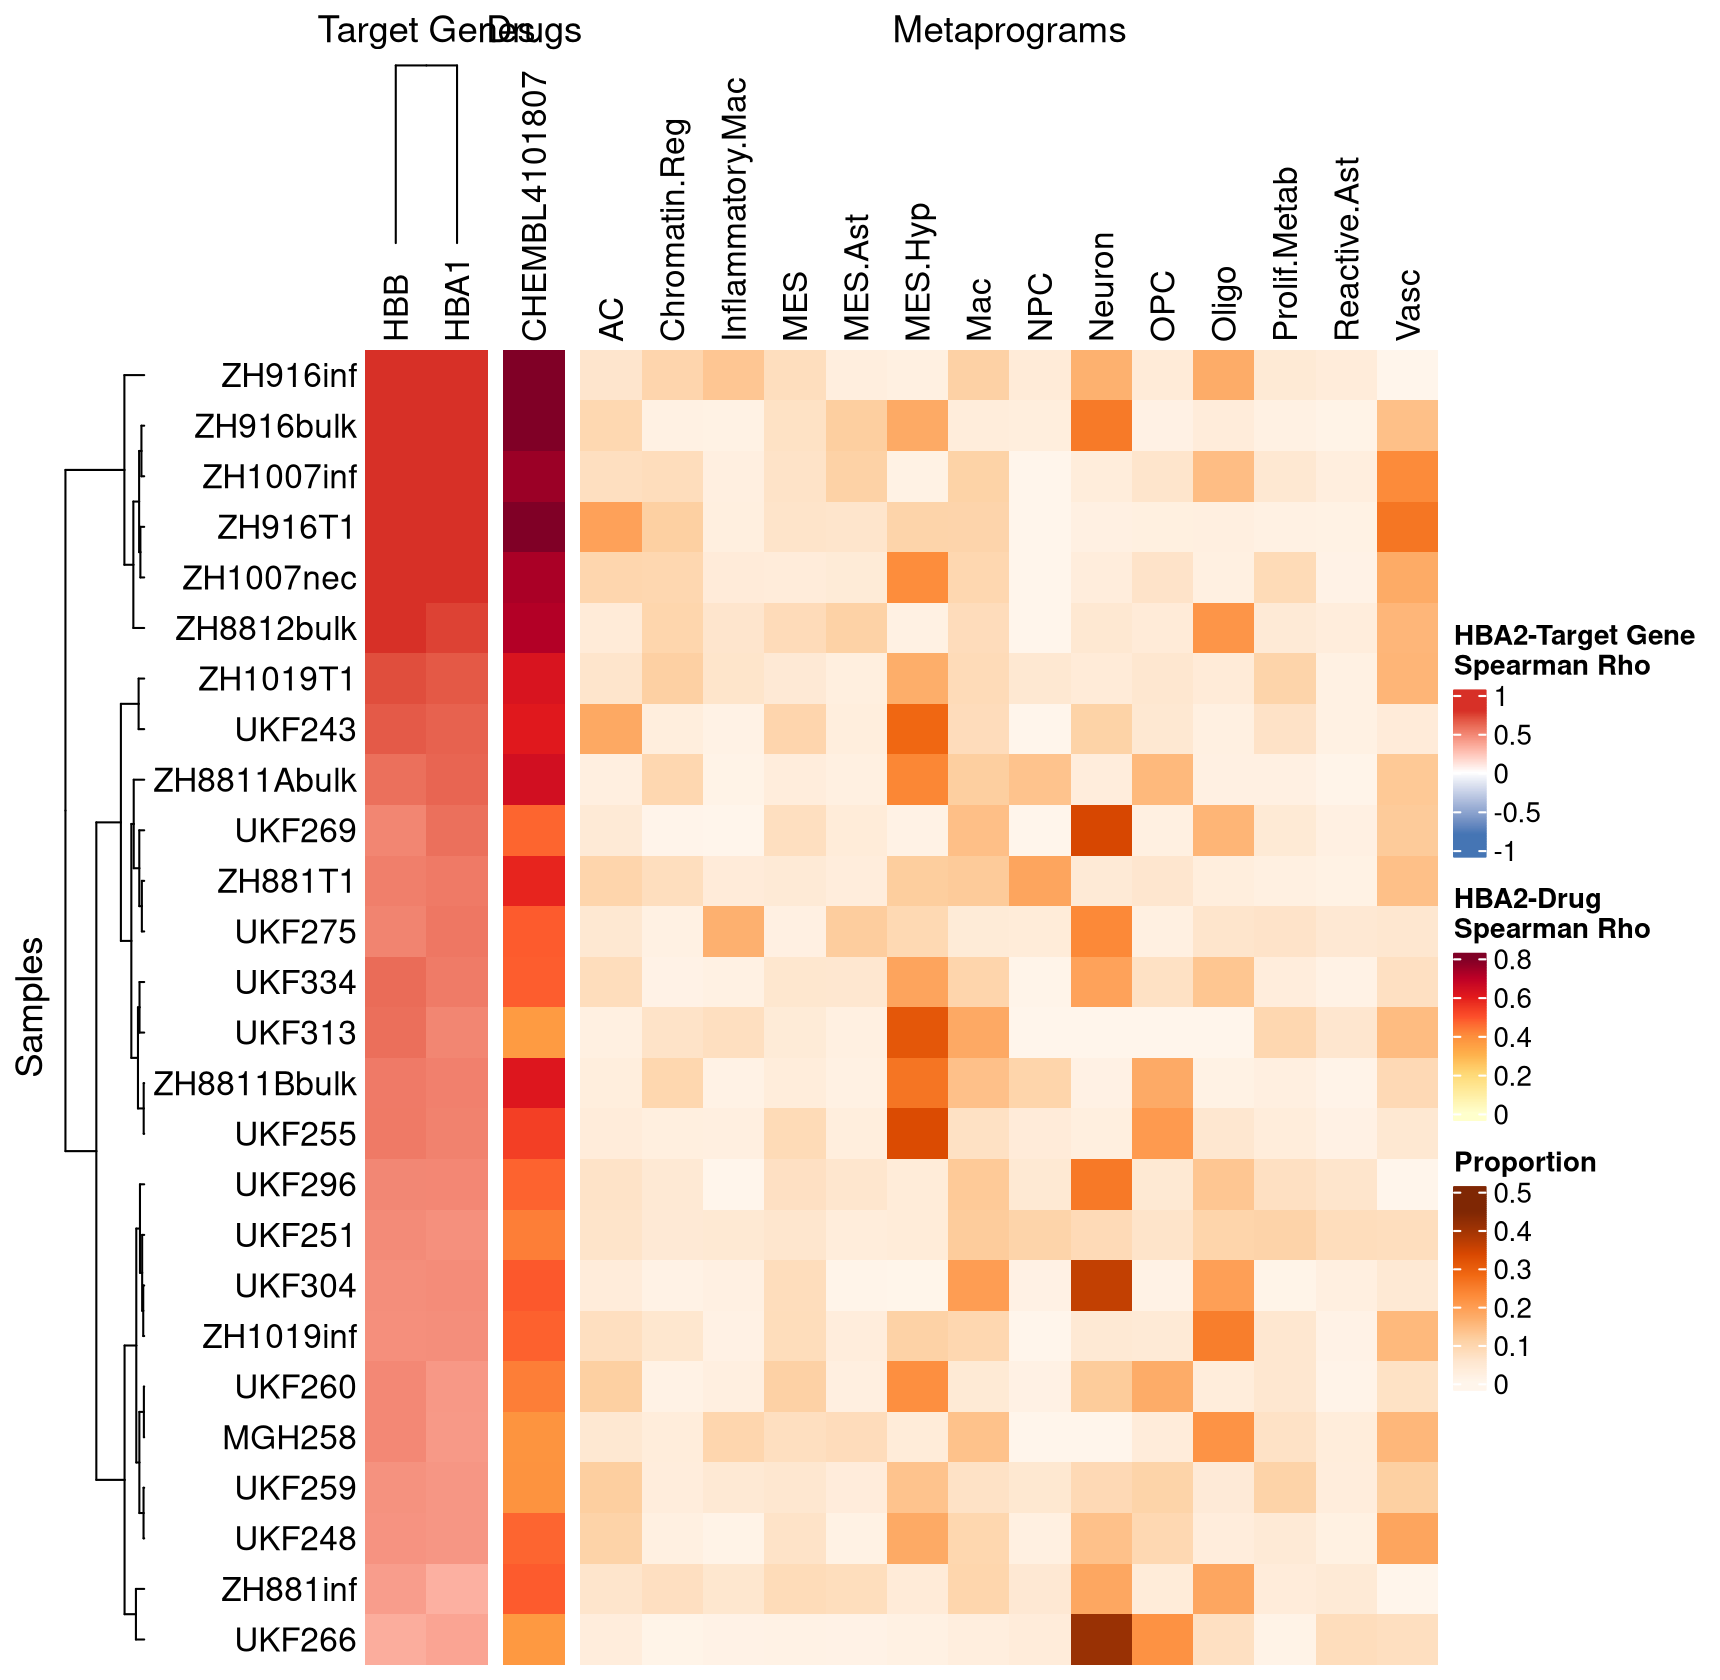 Target Genes
Drugs
Metaprograms
HBB
HBA1
CHEMBL4101807
AC
Chromatin.Reg
Inflammatory.Mac
MES
MES.Ast
MES.Hyp
Mac
NPC
Neuron
OPC
Oligo
Prolif.Metab
Reactive.Ast
Vasc
Samples
ZH916inf
ZH916bulk
ZH1007inf
ZH916T1
ZH1007nec
ZH8812bulk
ZH1019T1
UKF243
ZH8811Abulk
UKF269
ZH881T1
UKF275
UKF334
UKF313
ZH8811Bbulk
UKF255
UKF296
UKF251
UKF304
ZH1019inf
UKF260
MGH258
UKF259
UKF248
ZH881inf
UKF266
HBA2-Target Gene
Spearman Rho
1
0.5
0
-0.5
-1
HBA2-Drug
Spearman Rho
0.8
0.6
0.4
0.2
0
Proportion
0.5
0.4
0.3
0.2
0.1
0